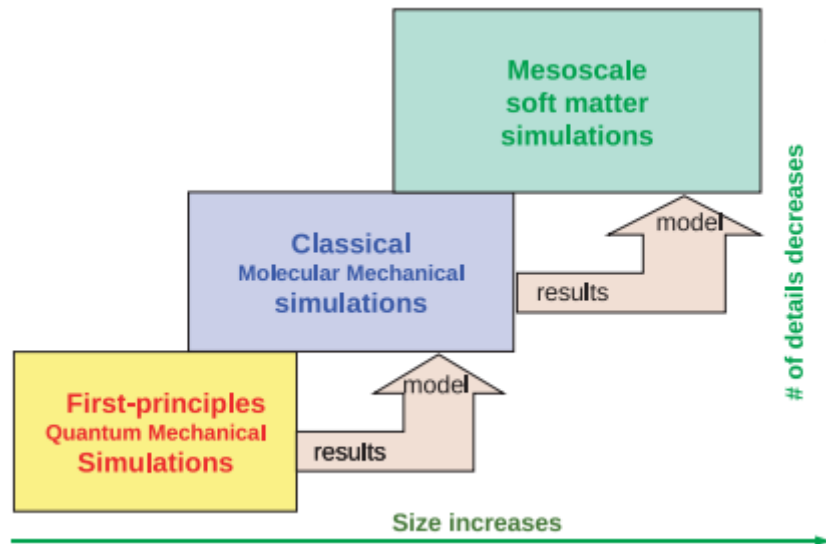 Mesoscale
soft matter
simulations
# of details decreases
model
results
Classical
Molecular Mechanical
simulations
model
results
First-principles
Quantum Mechanical
Simulations
Size increases